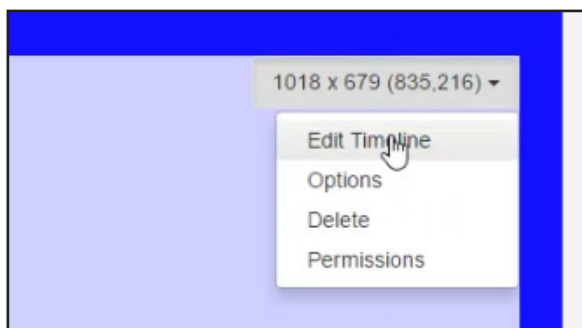 1018 x 679 (835,216)
Edit Timeline
Options
Delete
Permissions